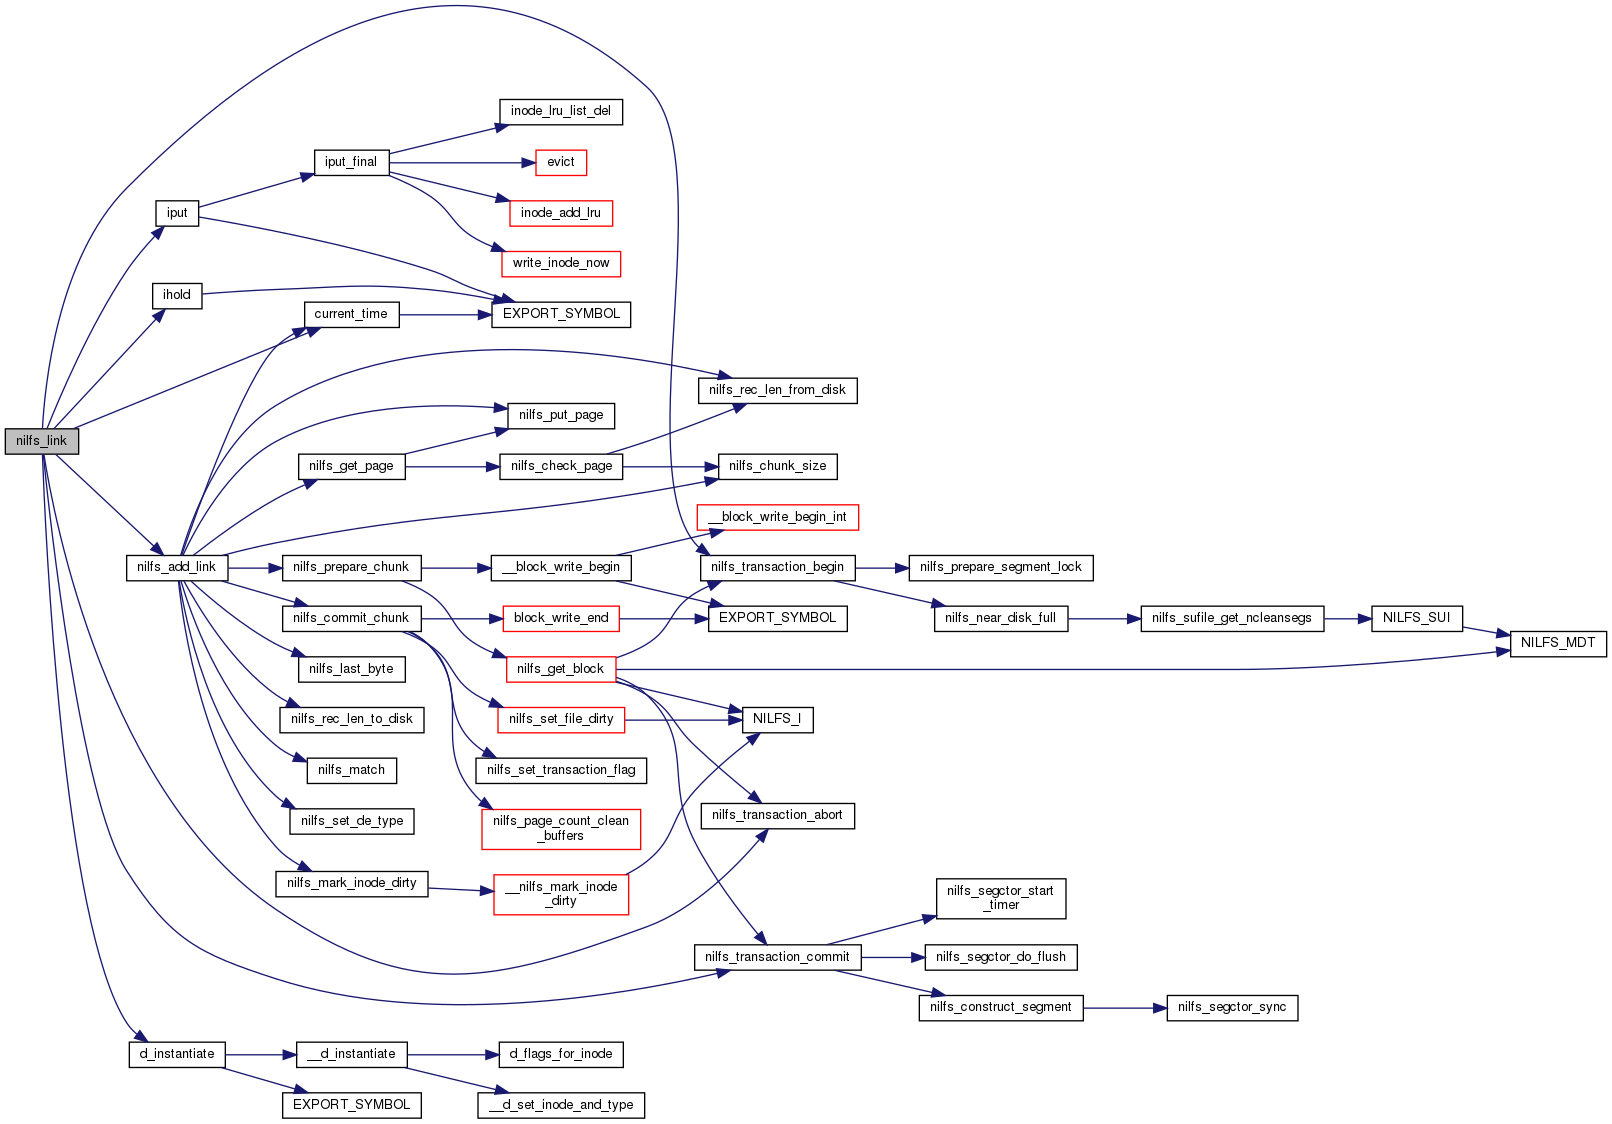 inode_lru_list_del
iput_final
evict
iput
inode_add_lru
write_inode_now
ihold
current_time
EXPORT_SYMBOL
nilfs_rec_len_from_disk
nilfs_put_page
nilfs_link
nilfs_get_page
nilfs_check_page
nilfs_chunk_size
__block_write_begin_int
nilfs_add_link
nilfs_prepare_chunk
__block_write_begin
nilfs_transaction_begin
nilfs_prepare_segment_lock
nilfs_commit_chunk
block_write_end
EXPORT_SYMBOL
nilfs_near_disk_full
nilfs_sufile_get_ncleansegs
NILFS_SUI
NILFS_MDT
nilfs_last_byte
nilfs_get_block
nilfs_rec_len_to_disk
nilfs_set_file_dirty
NILFS_I
nilfs_match
nilfs_set_transaction_flag
nilfs_set_de_type
nilfs_page_count_clean
_buffers
nilfs_transaction_abort
nilfs_mark_inode_dirty
__nilfs_mark_inode
_dirty
nilfs_segctor_start
_timer
nilfs_transaction_commit
nilfs_segctor_do_flush
nilfs_construct_segment
nilfs_segctor_sync
d_instantiate
__d_instantiate
d_flags_for_inode
EXPORT_SYMBOL
__d_set_inode_and_type